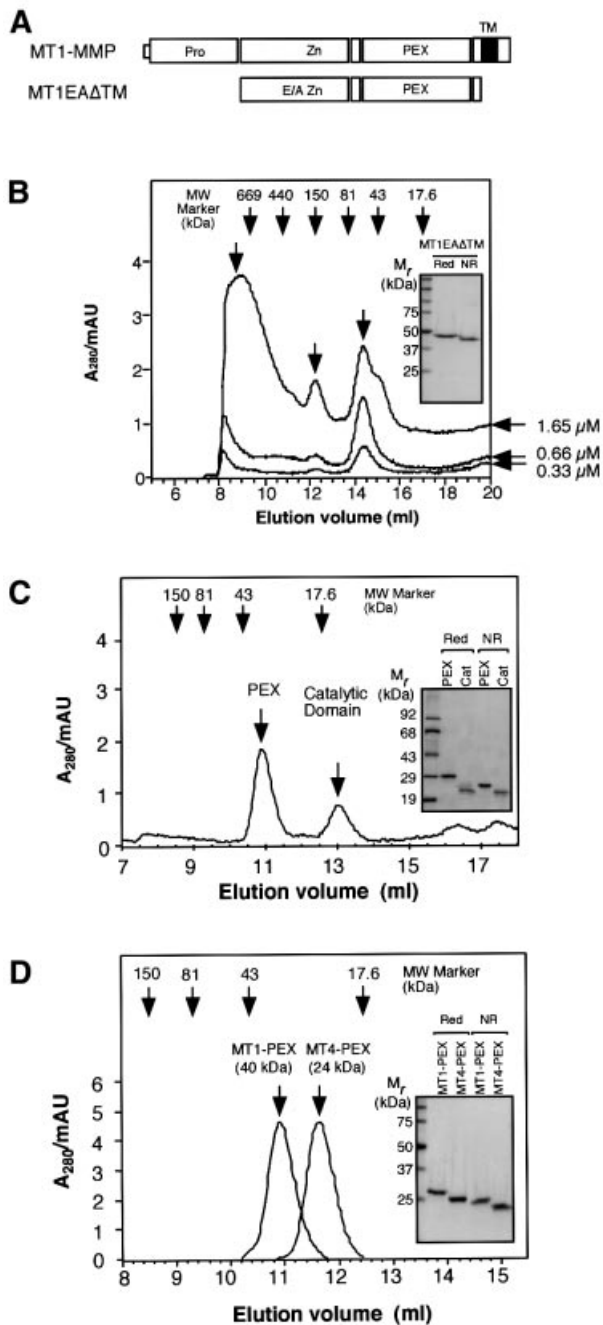 A
TM
MT1-MMP
Pro
Zn
PEX
MT1EAΔTM
E/A Zn
PEX
B
MW Marker (kDa)
669 440 150 81 43 17.6
MT1EAΔTM
Red NR
Mr (kDa)
75
50
37
25
A280/mAU
4
3
2
1
0
1.65 µM
0.66 µM
0.33 µM
6 8 10 12 14 16 18 20
Elution volume (ml)
C
150 81 43 17.6
MW Marker (kDa)
PEX
Catalytic Domain
Red NR
PEX Cat PEX Cat
Mr (kDa)
92
68
43
29
19
A280/mAU
4
3
2
1
0
7 9 11 13 15 17
Elution volume (ml)
D
150 81 43 17.6
MW Marker (kDa)
MT1-PEX (40 kDa)
MT4-PEX (24 kDa)
Red NR
MT1-PEX MT4-PEX MT1-PEX MT4-PEX
Mr (kDa)
75
50
37
25
A280/mAU
6
5
4
3
2
1
0
8 9 10 11 12 13 14 15
Elution volume (ml)